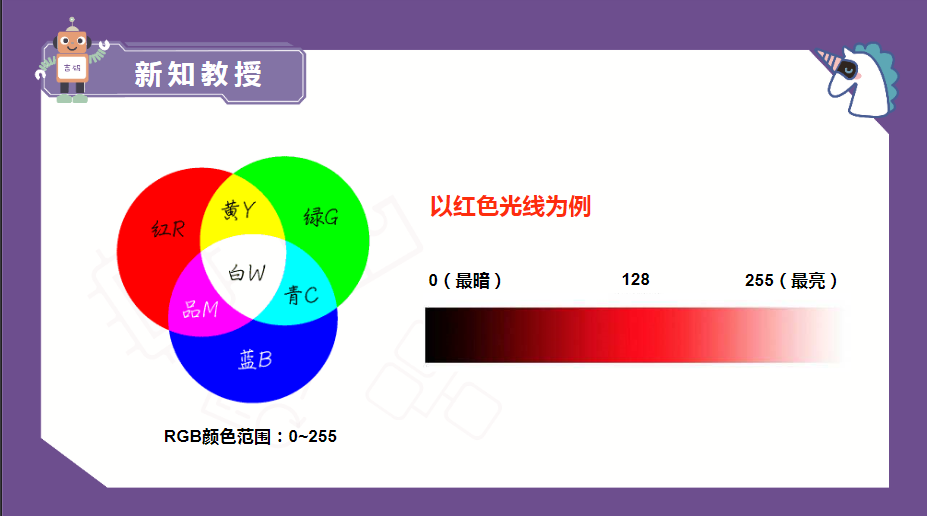 新知教授
红R
黄Y
绿G
白W
品M
青C
蓝B
RGB颜色范围：0~255
以红色光线为例
0（最暗）
128
255（最亮）